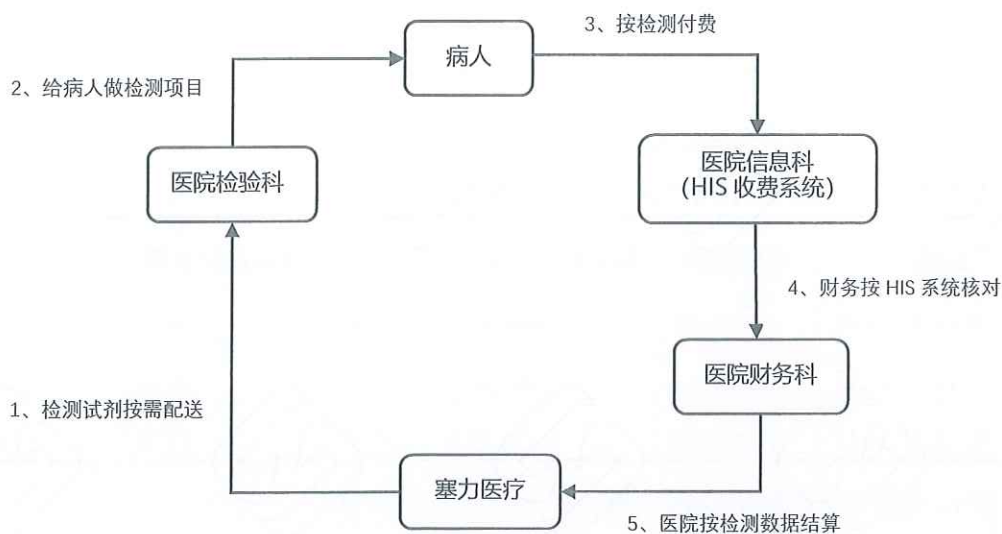 3、按检测付费
病人
2、给病人做检测项目
医院检验科
医院信息科
（HIS 收费系统）
4、财务按 HIS 系统核对
医院财务科
1、检测试剂按需配送
塞力医疗
5、医院按检测数据结算